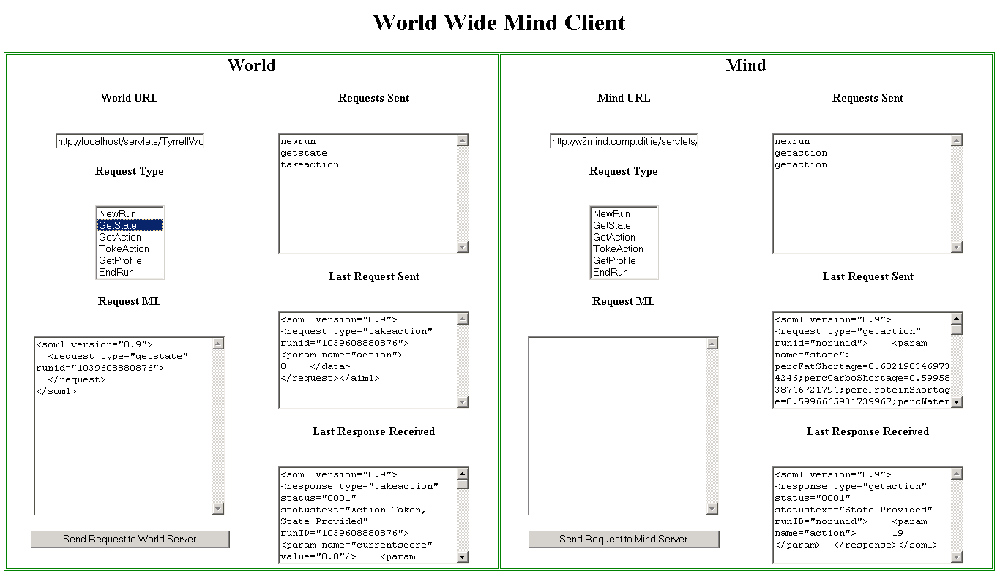 World Wide Mind Client
World
World URL
http://localhost/servlets/TyrrellWo
Request Type
NewRun
GetState
GetAction
TakeAction
GetProfile
EndRun
Request ML
<soml version="0.9">
<request type="getstate"
runid="1039608880876">
</request>
</soml>
Send Request to World Server
Requests Sent
newrun
getstate
takeaction
Last Request Sent
<soml version="0.9">
<request type="takeaction"
runid="1039608880876">
<param name="action">
0    </data>
</request></aiml>
Last Response Received
<soml version="0.9">
<response type="takeaction"
status="0001"
statustext="Action Taken,
State Provided"
runID="1039608880876">
<param name="currentscore"
value="0.0"/>    <param
Mind
Mind URL
http://w2mind.comp.dit.ie/servlets/
Request Type
NewRun
GetState
GetAction
TakeAction
GetProfile
EndRun
Request ML
Send Request to Mind Server
Requests Sent
newrun
getaction
getaction
Last Request Sent
<soml version="0.9">
<request type="getaction"
runid="norunid">    <param
name="state">
percFatShortage=0.602198346973
4246;percCarboShortage=0.59958
38746721794;percProteinShortag
e=0.5996665931739967;percWater
Last Response Received
<soml version="0.9">
<response type="getaction"
status="0001"
statustext="State Provided"
runID="norunid">    <param
name="action">      19
</param>  </response></soml>